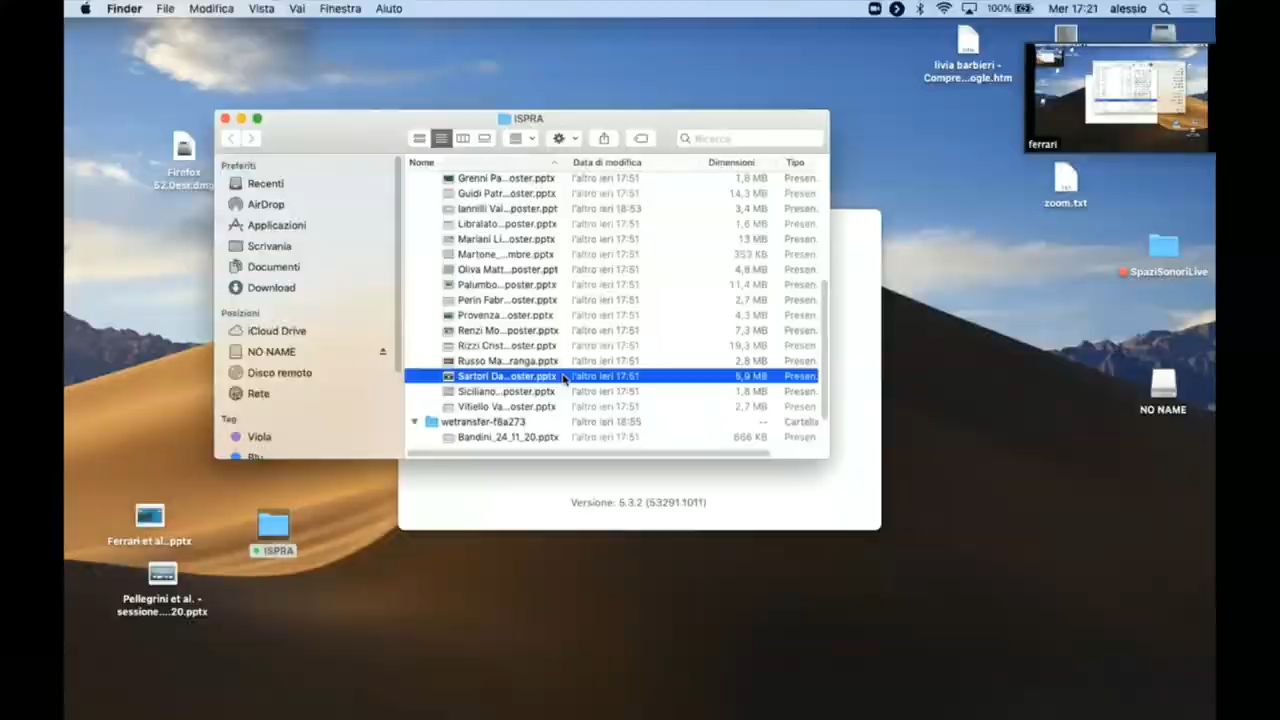 Finder File Modifica Vista Vai Finestra Aiuto 100% Mer 17:21 alessio
livia barbieri -
Compre...ogle.htm
ferrari
Firefox
52.0esr.dmg
zoom.txt
SpaziSonoriLive
NO NAME
ISPRA
Ricerca
Preferiti
Recenti
AirDrop
Applicazioni
Scrivania
Documenti
Download
Posizioni
iCloud Drive
NO NAME
Disco remoto
Rete
Tag
Viola
Blu
Nome Data di modifica Dimensioni Tipo
Grenni Pa...oster.pptx l'altro ieri 17:51 1,8 MB Presen.
Guidi Patr...oster.pptx l'altro ieri 17:51 14,3 MB Presen.
Iannilli Val...poster.ppt l'altro ieri 18:53 3,4 MB Presen.
Libralato...poster.pptx l'altro ieri 17:51 1,6 MB Presen.
Mariani Li...oster.pptx l'altro ieri 17:51 13 MB Presen.
Martone_...mbre.pptx l'altro ieri 17:51 353 KB Presen.
Oliva Matt...poster.ppt l'altro ieri 17:51 4,8 MB Presen.
Palumbo...oster.pptx l'altro ieri 17:51 11,4 MB Presen.
Perin Fabr...oster.pptx l'altro ieri 17:51 2,7 MB Presen.
Provenza...oster.pptx l'altro ieri 17:51 4,3 MB Presen.
Renzi Mo...poster.pptx l'altro ieri 17:51 7,3 MB Presen.
Rizzi Crist...oster.pptx l'altro ieri 17:51 19,3 MB Presen.
Russo Ma...ranga.pptx l'altro ieri 17:51 2,8 MB Presen.
Sartori Da...oster.pptx l'altro ieri 17:51 5,9 MB Presen.
Siciliano...poster.pptx l'altro ieri 17:51 1,8 MB Presen.
Vitiello Va...oster.pptx l'altro ieri 17:51 2,7 MB Presen
wetransfer-f8a273 l'altro ieri 18:55 -- Cartella
Bandini_24_11_20.pptx l'altro ieri 17:51 666 KB Presen
Versione: 5.3.2 (53291.1011)
Ferrari et al...pptx
ISPRA
Pellegrini et al. -
sessione....20.pptx